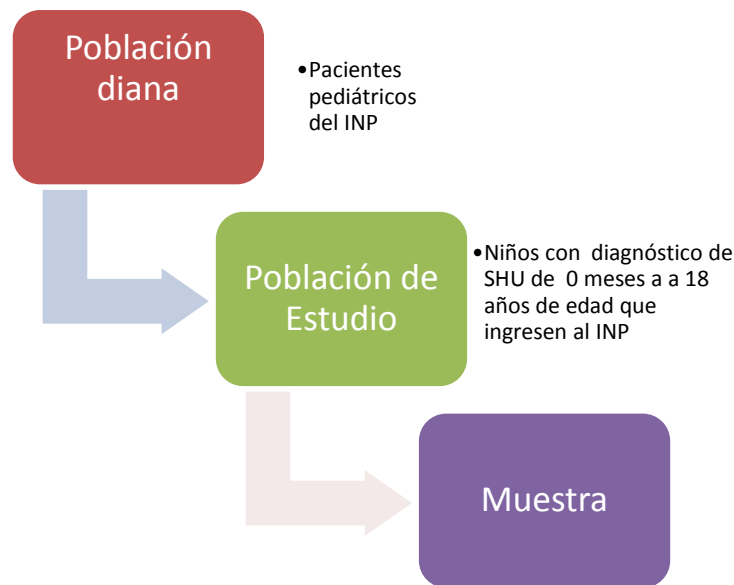 Población
diana
•Pacientes
pediátricos
del INP
Población de
Estudio
•Niños con diagnóstico de
SHU de 0 meses a a 18
años de edad que
ingresen al INP
Muestra